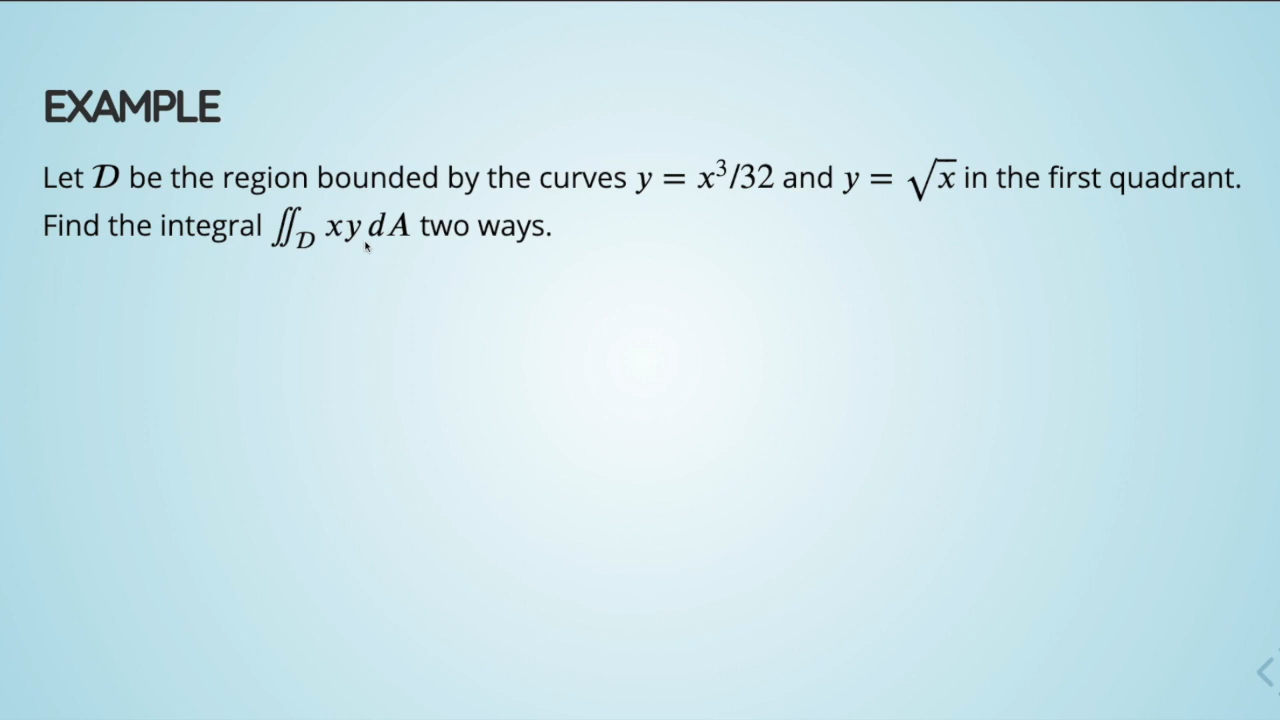 EXAMPLE
Let 𝒟 be the region bounded by the curves y = x³/32 and y = √x in the first quadrant.
Find the integral ∬_𝒟 xy dA two ways.